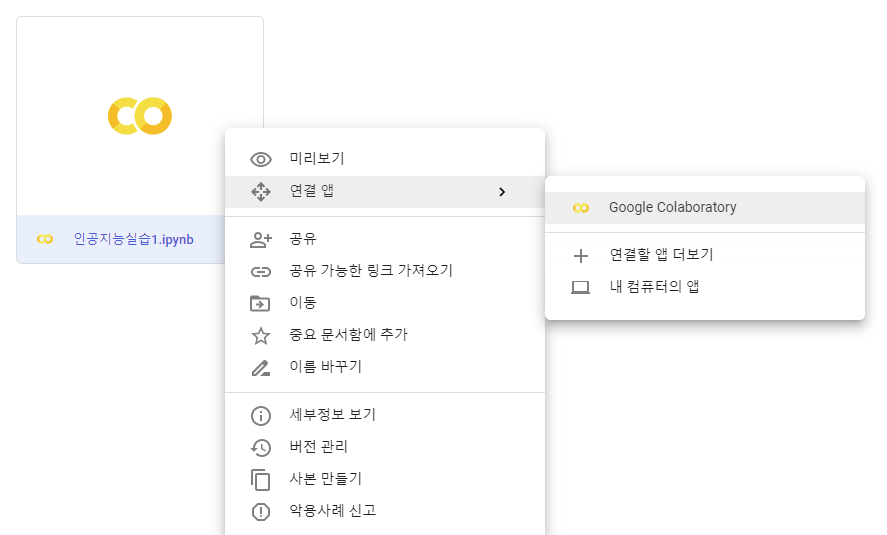 인공지능실습1.ipynb
미리보기
연결 앱
공유
공유 가능한 링크 가져오기
이동
중요 문서함에 추가
이름 바꾸기
세부정보 보기
버전 관리
사본 만들기
악용사례 신고
Google Colaboratory
연결할 앱 더보기
내 컴퓨터의 앱